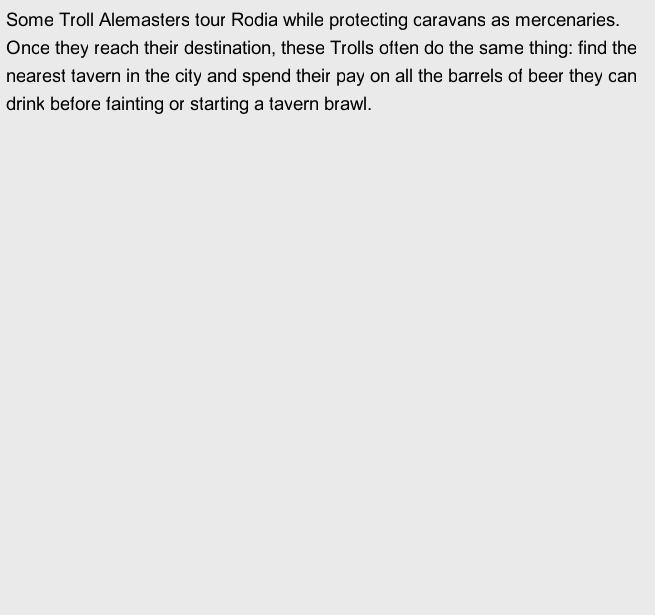 Some Troll Alemasters tour Rodia while protecting caravans as mercenaries.
Once they reach their destination, these Trolls often do the same thing: find the
nearest tavern in the city and spend their pay on all the barrels of beer they can
drink before fainting or starting a tavern brawl.